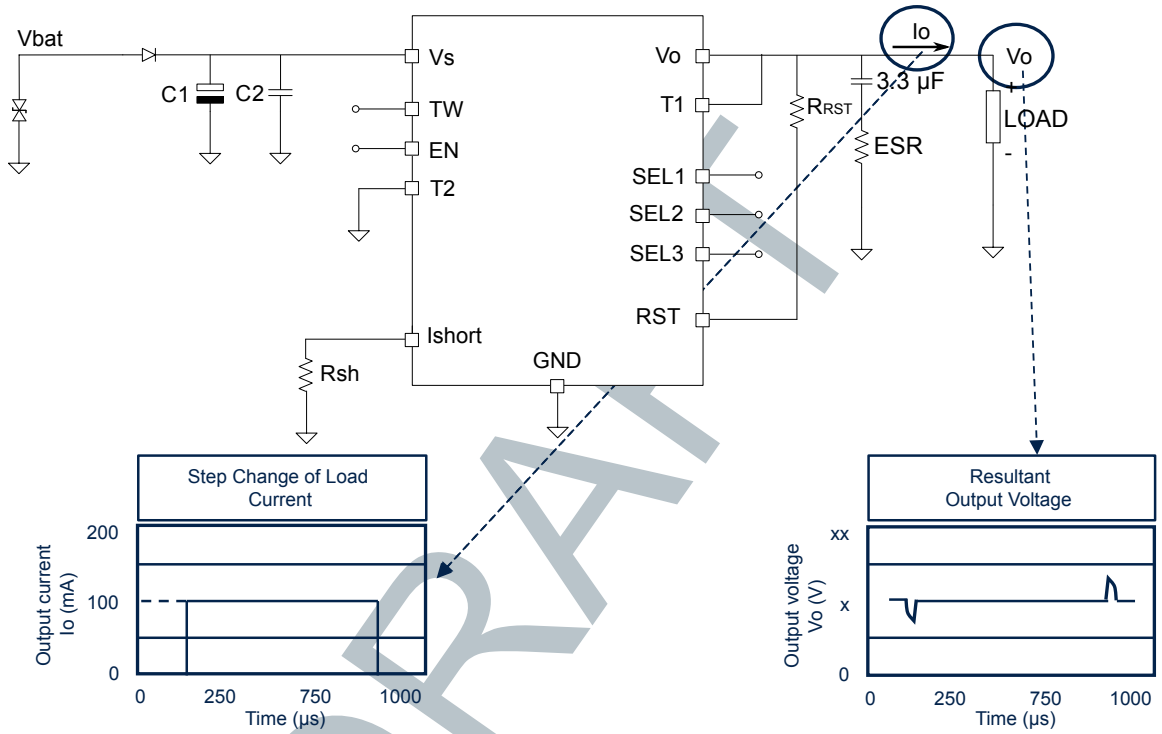 Vbat
Vs
Vo
Io
Vo
C1
C2
TW
T1
RRST
3.3 µF
+
LOAD
EN
ESR
-
T2
SEL1
SEL2
SEL3
RST
Ishort
Rsh
GND
DRAFT
Step Change of Load
Current
200
100
0
Output current
Io (mA)
0 250 750 1000
Time (µs)
Resultant
Output Voltage
xx
x
0
Output voltage
Vo (V)
0 250 750 1000
Time (µs)